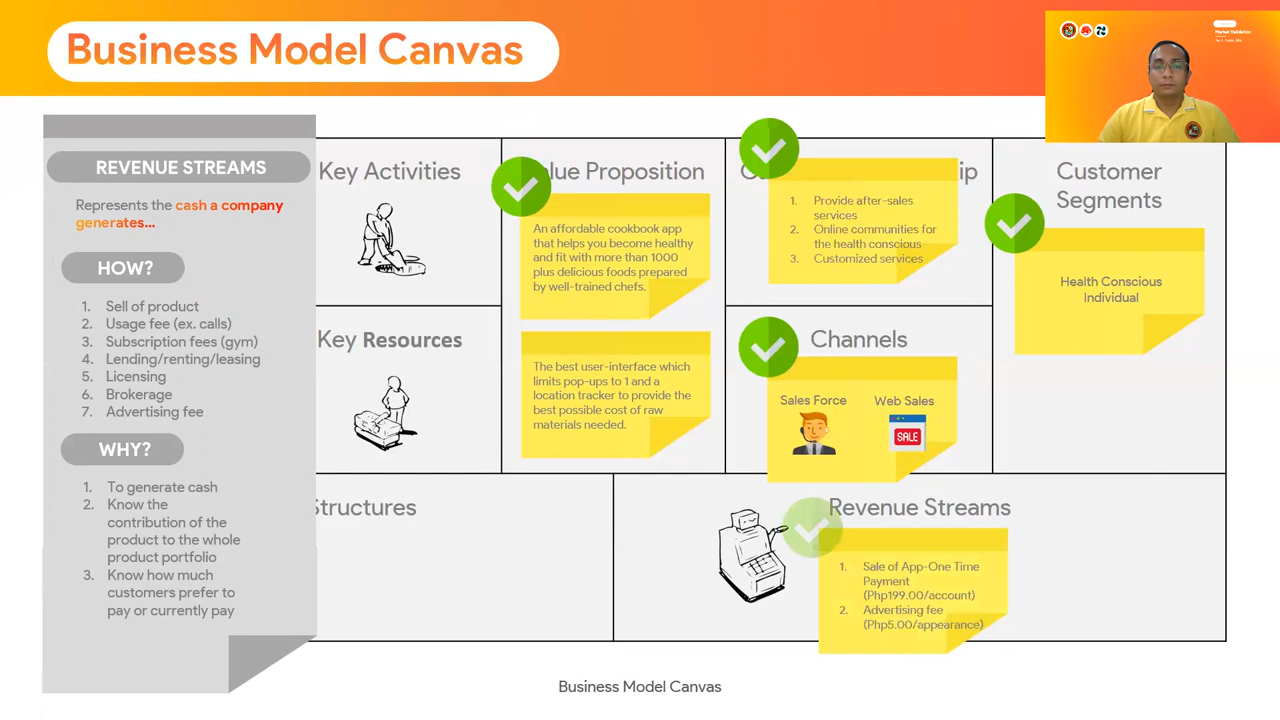 Business Model Canvas
Market Validation
REVENUE STREAMS
Represents the cash a company
generates...
HOW?
1. Sell of product
2. Usage fee (ex. calls)
3. Subscription fees (gym)
4. Lending/renting/leasing
5. Licensing
6. Brokerage
7. Advertising fee
WHY?
1. To generate cash
2. Know the
contribution of the
product to the whole
product portfolio
3. Know how much
customers prefer to
pay or currently pay
Key Activities
Key Resources
lue Proposition
An affordable cookbook app
that helps you become healthy
and fit with more than 1000
plus delicious foods prepared
by well-trained chefs.
The best user-interface which
limits pop-ups to 1 and a
location tracker to provide the
best possible cost of raw
materials needed.
C ip
1. Provide after-sales
services
2. Online communities for
the health conscious
3. Customized services
Channels
Sales Force
Web Sales
SALE
Customer
Segments
Health Conscious
Individual
Structures
Revenue Streams
1. Sale of App-One Time
Payment
(Php199.00/account)
2. Advertising fee
(Php5.00/appearance)
Business Model Canvas